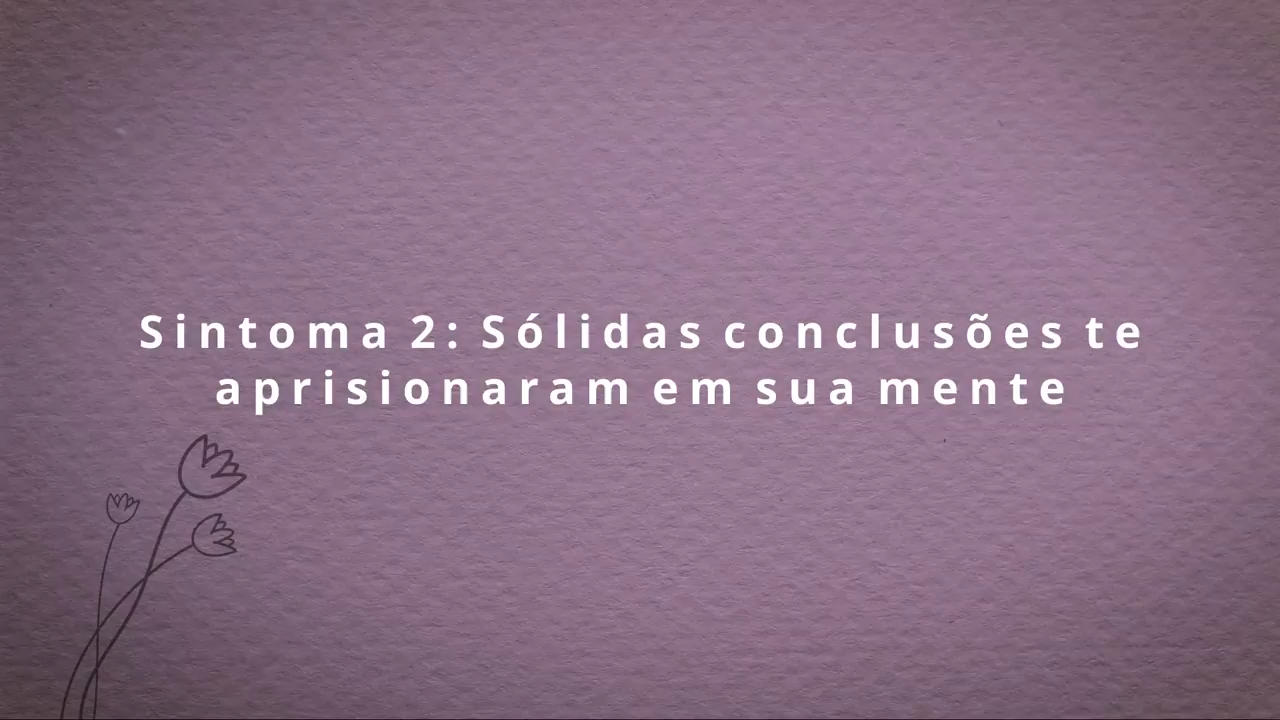 Sintoma 2: Sólidas conclusões te
aprisionaram em sua mente